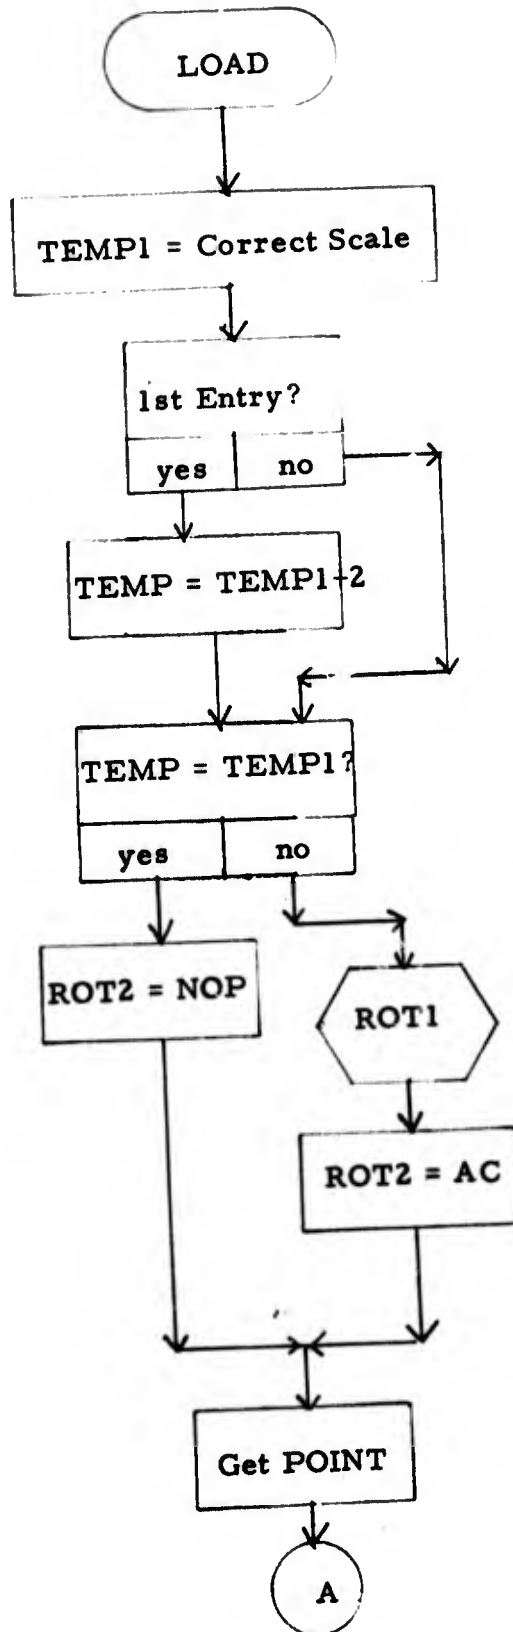 LOAD
TEMP1 = Correct Scale
1st Entry?
yes no
TEMP = TEMP1-2
TEMP = TEMP1?
yes no
ROT2 = NOP
ROT1
ROT2 = AC
Get POINT
A